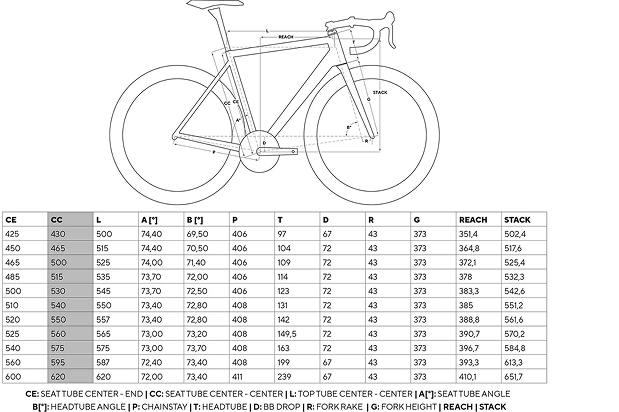 L
REACH
T
STACK
CC
CE
G
A°
B°
D
R
P
CE CC L A [°] B [°] P T D R G REACH STACK
425 430 500 74,40 69,50 406 97 67 43 373 351,4 502,4
450 465 515 74,40 70,50 406 104 72 43 373 364,8 517,6
465 500 525 74,00 71,40 406 109 72 43 373 372,1 525,4
485 515 535 73,70 72,00 406 114 72 43 373 378 532,3
500 530 545 73,70 72,50 406 123 72 43 373 383,3 542,6
510 540 550 73,40 72,80 408 131 72 43 373 385 551,2
520 550 557 73,40 72,80 408 142 72 43 373 388,8 561,6
525 560 565 73,00 73,20 408 149,5 67 43 373 390,7 570,2
540 575 575 73,00 73,70 408 163 67 43 373 396,7 584,8
560 595 587 72,40 73,40 408 199 67 43 373 393,3 613,3
600 620 620 72,00 73,40 411 239 67 43 373 410,1 651,7
CE: SEAT TUBE CENTER - END | CC: SEAT TUBE CENTER - CENTER | L: TOP TUBE CENTER - CENTER | A[°]: SEAT TUBE ANGLE
B[°]: HEADTUBE ANGLE | P: CHAINSTAY | T: HEADTUBE | D: BB DROP | R: FORK RAKE | G: FORK HEIGHT | REACH | STACK